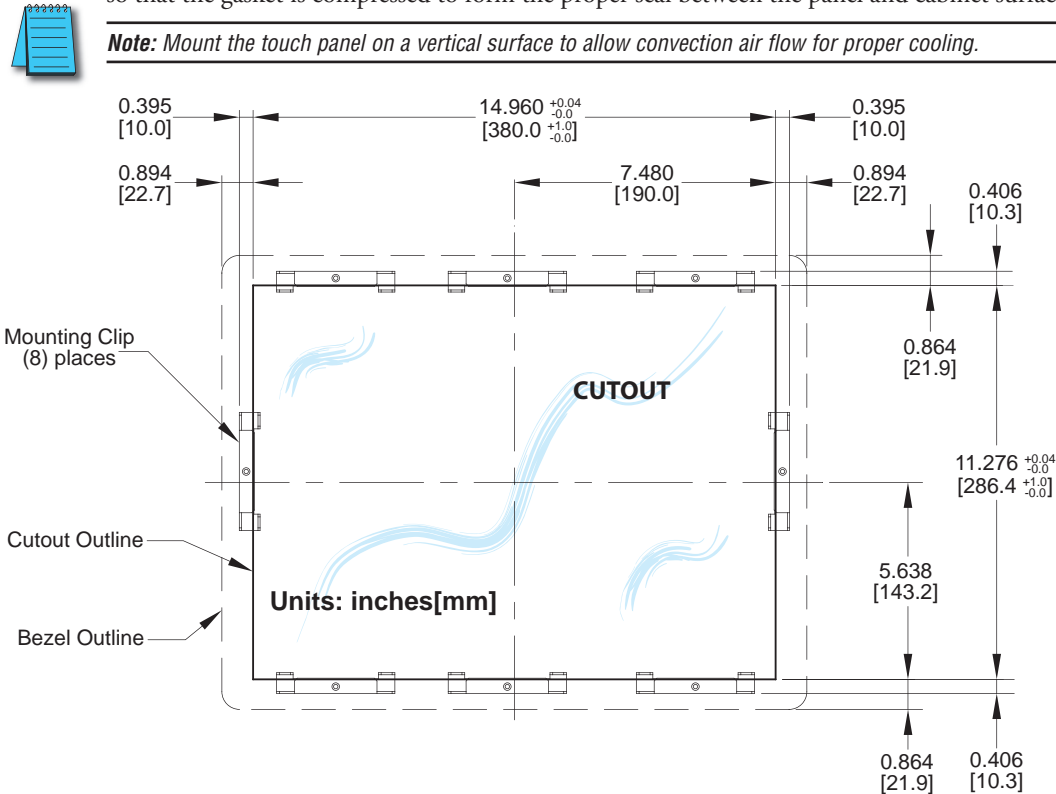 so that the gasket is compressed to form the proper seal between the panel and cabinet surfac
Note: Mount the touch panel on a vertical surface to allow convection air flow for proper cooling.
0.395
[10.0]
14.960 +0.04 -0.0
[380.0 +1.0 -0.0]
0.395
[10.0]
0.894
[22.7]
7.480
[190.0]
0.894
[22.7]
0.406
[10.3]
Mounting Clip
(8) places
0.864
[21.9]
CUTOUT
11.276 +0.04 -0.0
[286.4 +1.0 -0.0]
Cutout Outline
5.638
[143.2]
Units: inches[mm]
Bezel Outline
0.864
[21.9]
0.406
[10.3]